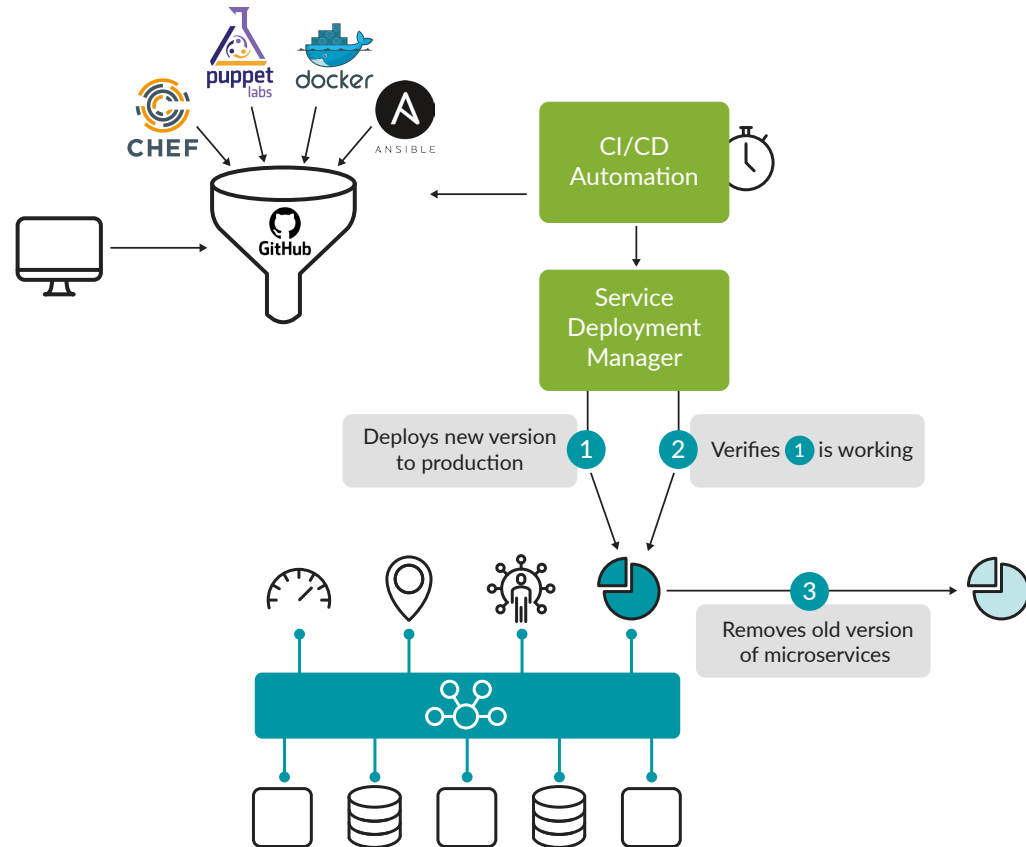 puppet
labs
docker
CHEF
ANSIBLE
GitHub
CI/CD
Automation
Service
Deployment
Manager
Deploys new version
to production
1
2
Verifies 1 is working
3
Removes old version
of microservices